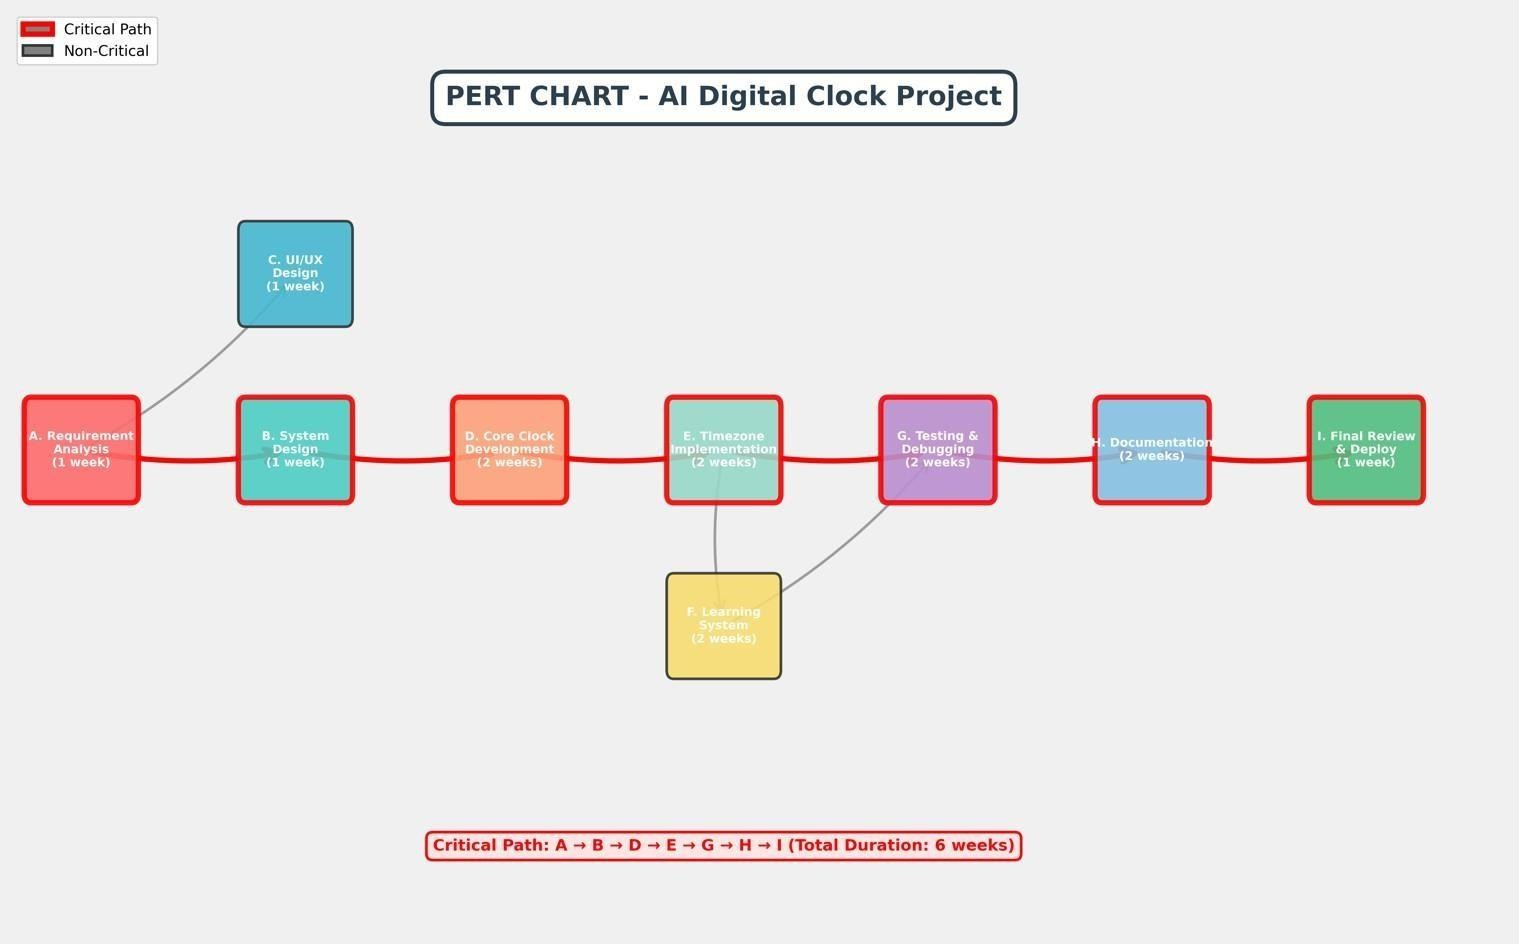 Critical Path
Non-Critical
PERT CHART - AI Digital Clock Project
C. UI/UX
Design
(1 week)
A. Requirement
Analysis
(1 week)
B. System
Design
(1 week)
D. Core Clock
Development
(2 weeks)
E. Timezone
Implementation
(2 weeks)
G. Testing &
Debugging
(2 weeks)
H. Documentation
(2 weeks)
I. Final Review
& Deploy
(1 week)
F. Learning
System
(2 weeks)
Critical Path: A → B → D → E → G → H → I (Total Duration: 6 weeks)